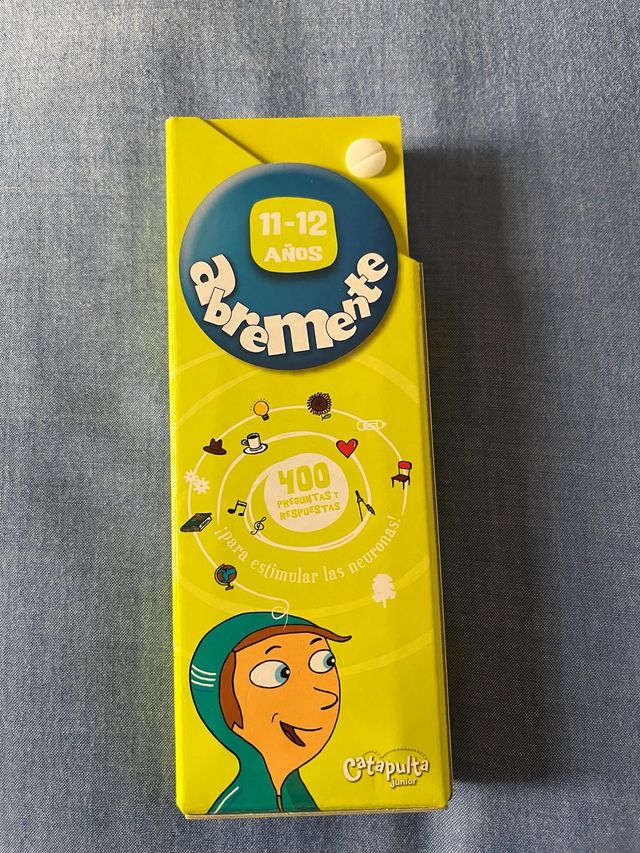 11-12
AÑOS
abremente
400
PREGUNTAS Y
RESPUESTAS
¡para estimular las neuronas!
Catapulta
junior